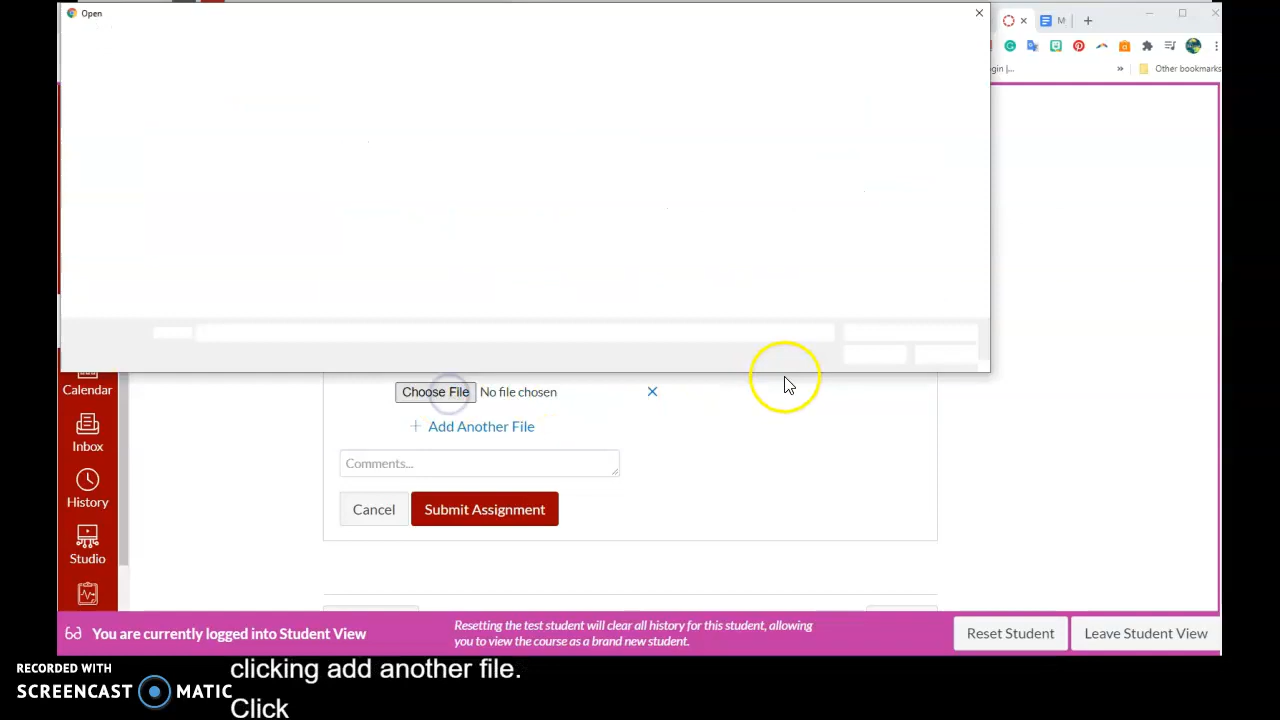 Open
M
gin |...
»
Other bookmarks
Choose File No file chosen
+ Add Another File
Comments...
Cancel
Submit Assignment
Calendar
Inbox
History
Studio
You are currently logged into Student View
Resetting the test student will clear all history for this student, allowing
you to view the course as a brand new student.
Reset Student
Leave Student View
RECORDED WITH
SCREENCAST MATIC
clicking add another file.
Click